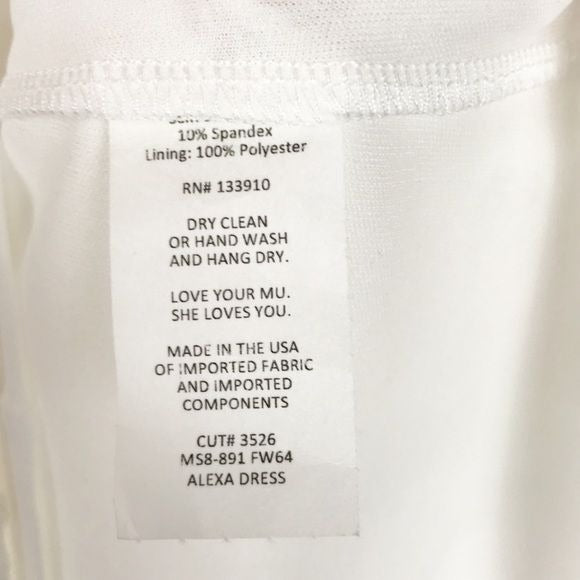 10% Spandex
Lining: 100% Polyester
RN# 133910
DRY CLEAN
OR HAND WASH
AND HANG DRY.
LOVE YOUR MU.
SHE LOVES YOU.
MADE IN THE USA
OF IMPORTED FABRIC
AND IMPORTED
COMPONENTS
CUT# 3526
MS8-891 FW64
ALEXA DRESS